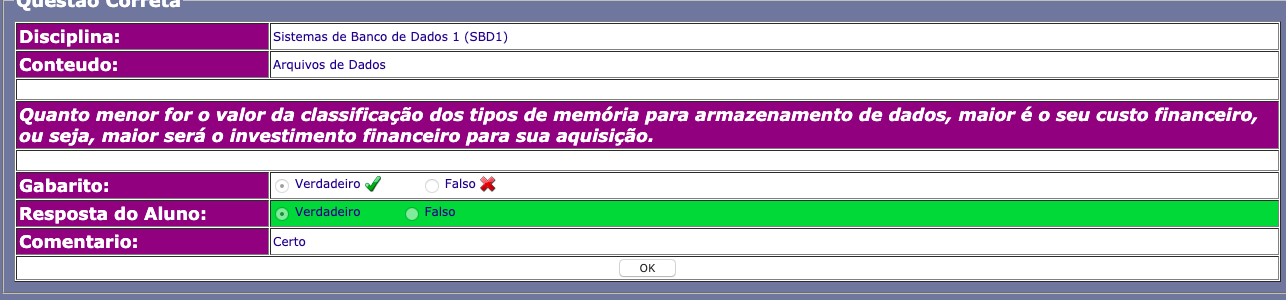 Questão Correta
Disciplina: Sistemas de Banco de Dados 1 (SBD1)
Conteudo: Arquivos de Dados
Quanto menor for o valor da classificação dos tipos de memória para armazenamento de dados, maior é o seu custo financeiro,
ou seja, maior será o investimento financeiro para sua aquisição.
Gabarito: Verdadeiro Falso
Resposta do Aluno: Verdadeiro Falso
Comentario: Certo
OK